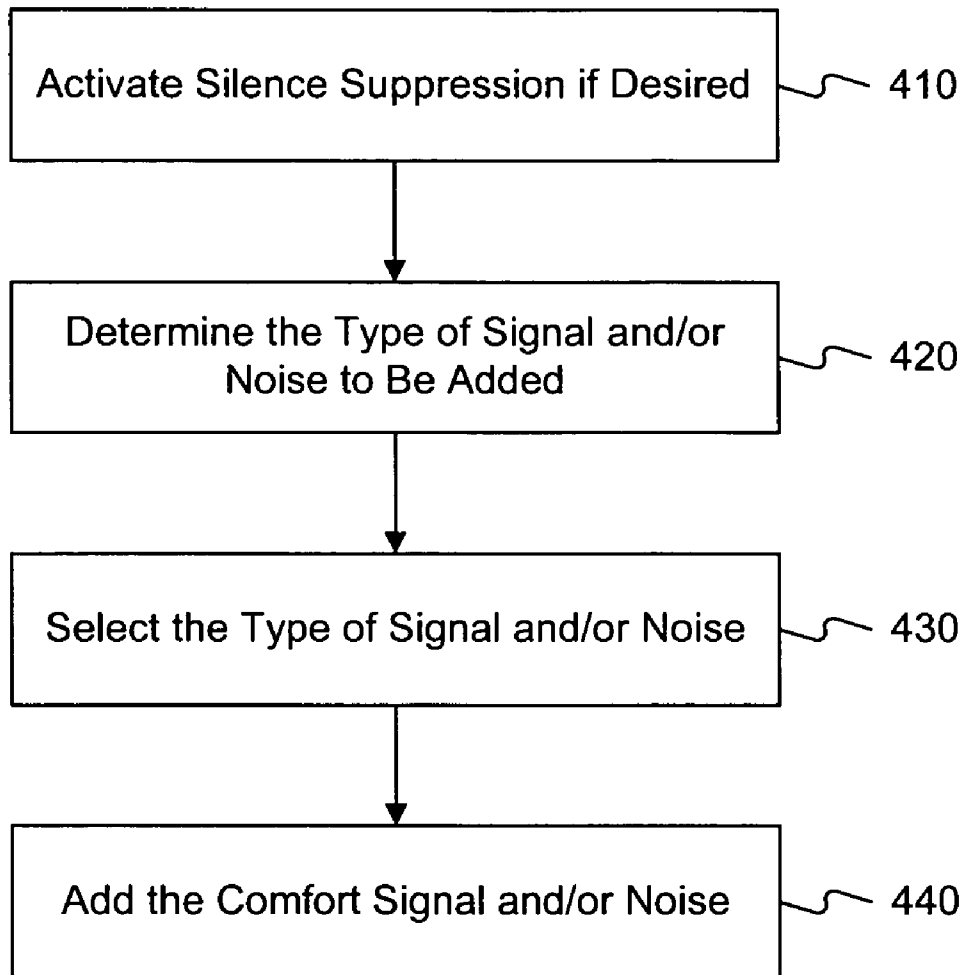 Activate Silence Suppression if Desired
410
Determine the Type of Signal and/or
Noise to Be Added
420
Select the Type of Signal and/or Noise
430
Add the Comfort Signal and/or Noise
440